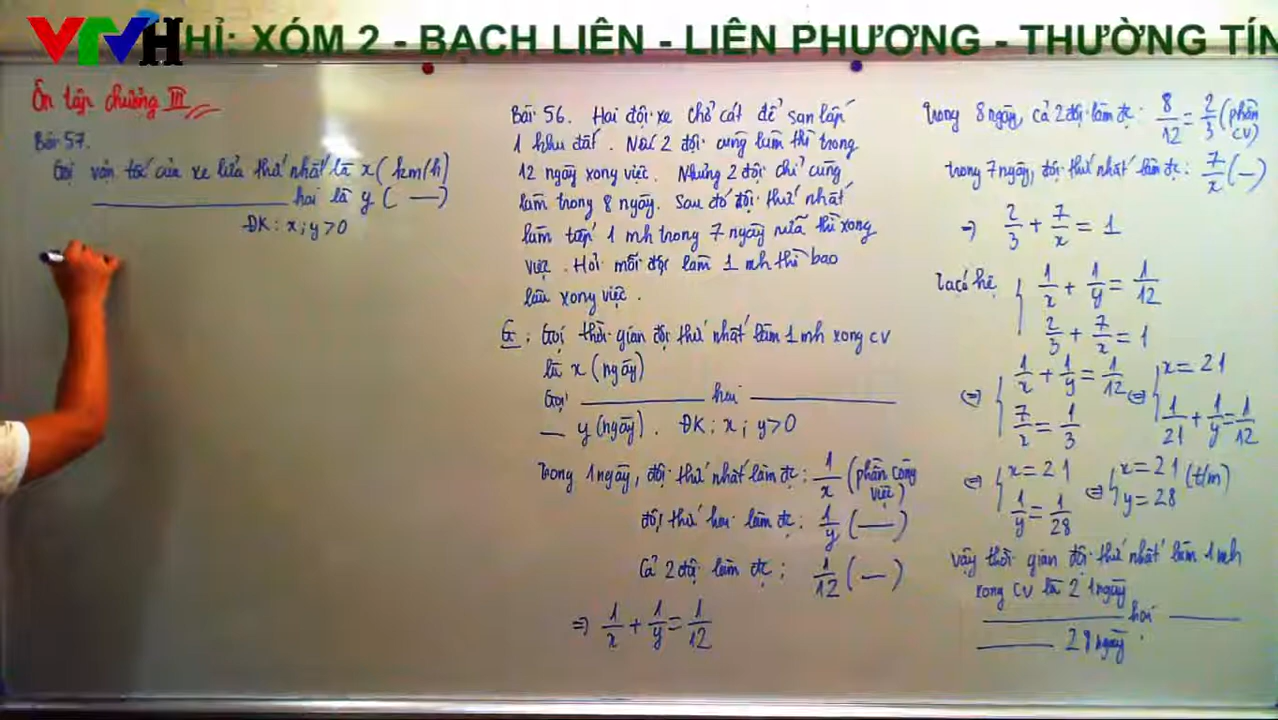 VTVH
HỈ: XÓM 2 - BẠCH LIÊN - LIÊN PHƯƠNG - THƯỜNG TÍN
Ôn tập chương III
Bài 57.
Gọi vận tốc của xe lửa thứ nhất là x (km/h)
hai là y ( — )
ĐK: x; y > 0
Bài 56. Hai đội xe chở cát để san lấp
1 khu đất. Nếu 2 đội cùng làm thì trong
12 ngày xong việc. Nhưng 2 đội chỉ cùng
làm trong 8 ngày. Sau đó đội thứ nhất
làm tiếp 1 mh trong 7 ngày nữa thì xong
việc. Hỏi mỗi đội làm 1 mh thì bao
lâu xong việc.
G: Gọi thời gian đội thứ nhất làm 1 mh xong cv
là x (ngày)
Gọi ——— hai ———
— y (ngày). ĐK: x; y > 0
Trong 1 ngày, đội thứ nhất làm đc: 1/x (phần công việc)
đội thứ hai làm đc: 1/y ( — )
Cả 2 đội làm đc: 1/12 ( — )
=> 1/x + 1/y = 1/12
Trong 8 ngày, cả 2 đội làm đc: 8/12 = 2/3 (phần cv)
trong 7 ngày, đội thứ nhất làm đc: 7/x ( — )
=> 2/3 + 7/x = 1
Ta có hệ { 1/x + 1/y = 1/12
2/3 + 7/x = 1
<=> { 1/x + 1/y = 1/12 <=> { x = 21
7/x = 1/3 1/21 + 1/y = 1/12
<=> { x = 21 <=> { x = 21 (t/m)
1/y = 1/28 y = 28
Vậy thời gian đội thứ nhất làm 1 mh
xong cv là 21 ngày
——— hai ———
——— 28 ngày.